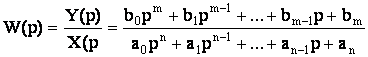 W(p) = Y(p) / X(p = b₀pᵐ + b₁pᵐ⁻¹ + ... + bₘ₋₁p + bₘ / a₀pⁿ + a₁pⁿ⁻¹ + ... + aₙ₋₁p + aₙ